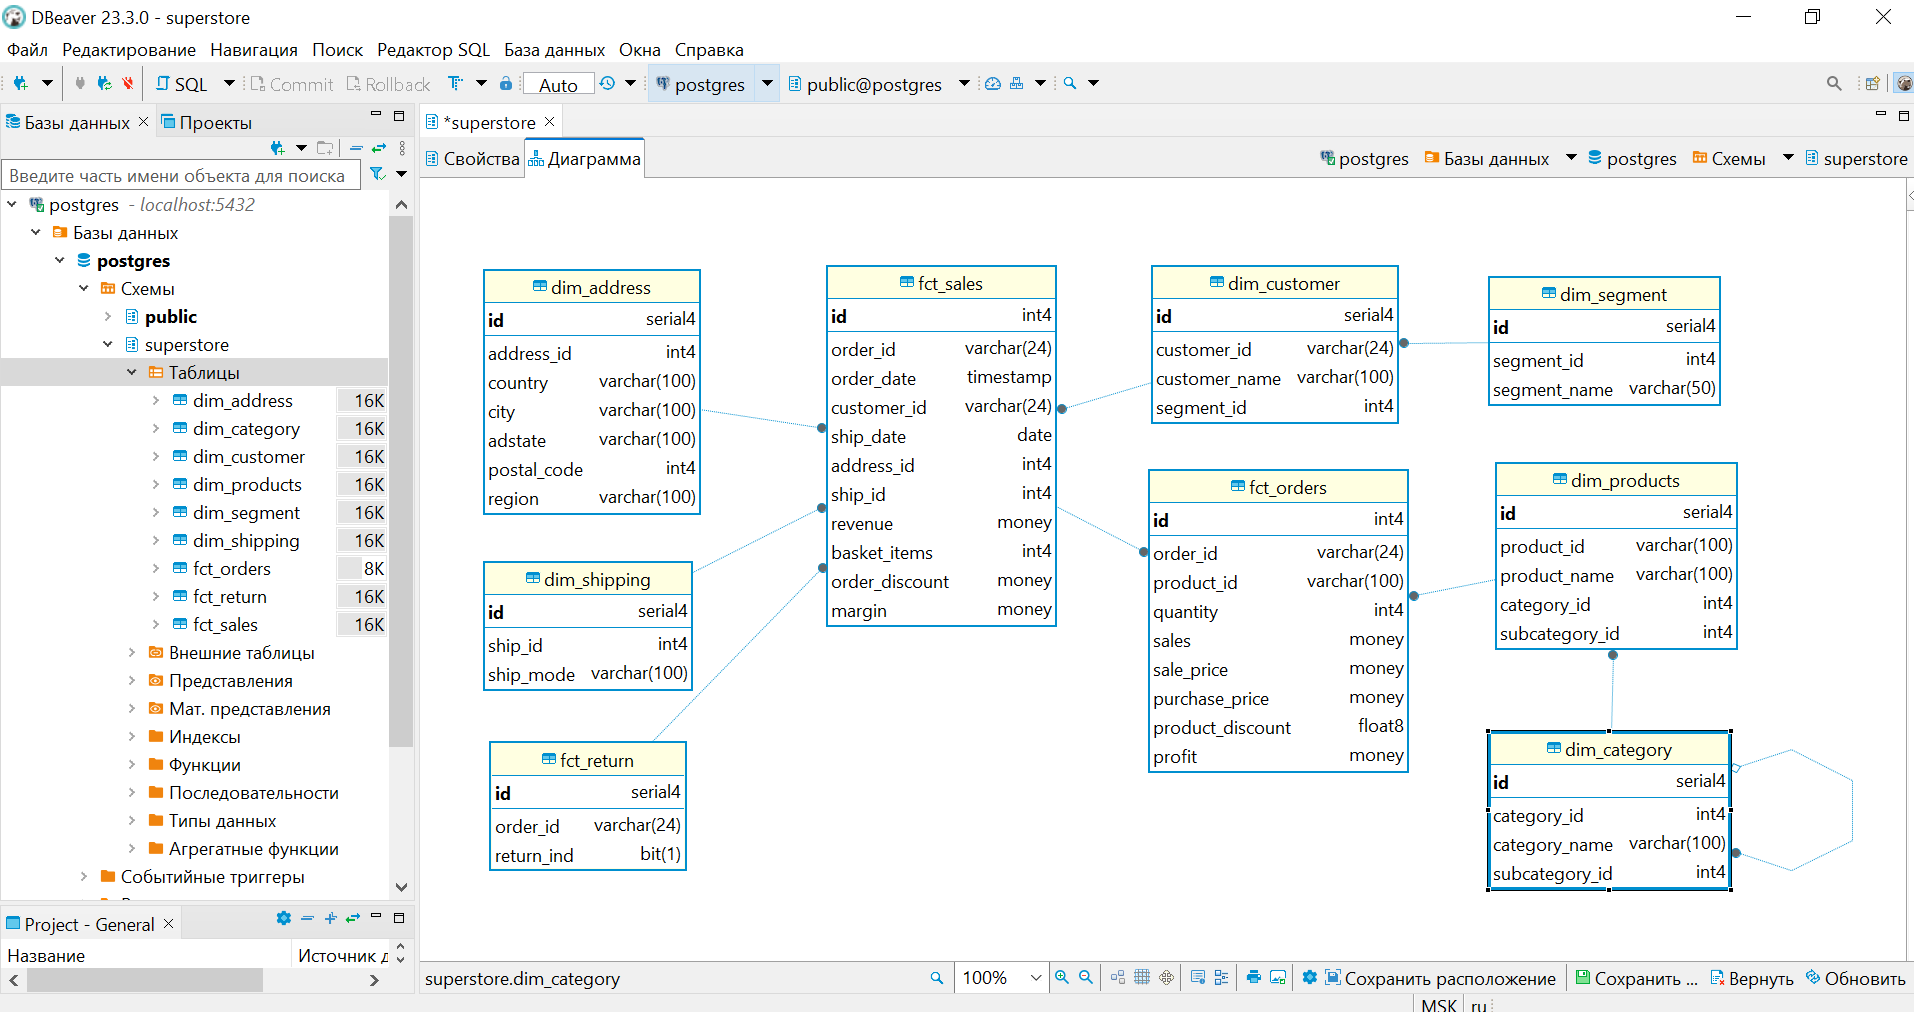 DBeaver 23.3.0 - superstore
Файл Редактирование Навигация Поиск Редактор SQL База данных Окна Справка
SQL Commit Rollback Auto postgres public@postgres
Базы данных Проекты
*superstore
Свойства Диаграмма postgres Базы данных postgres Схемы superstore
Введите часть имени объекта для поиска
postgres - localhost:5432
Базы данных
postgres
Схемы
public
superstore
Таблицы
dim_address 16K
dim_category 16K
dim_customer 16K
dim_products 16K
dim_segment 16K
dim_shipping 16K
fct_orders 8K
fct_return 16K
fct_sales 16K
Внешние таблицы
Представления
Мат. представления
Индексы
Функции
Последовательности
Типы данных
Агрегатные функции
Событийные триггеры
Project - General
Название Источник д
dim_address
id serial4
address_id int4
country varchar(100)
city varchar(100)
adstate varchar(100)
postal_code int4
region varchar(100)
dim_shipping
id serial4
ship_id int4
ship_mode varchar(100)
fct_return
id serial4
order_id varchar(24)
return_ind bit(1)
fct_sales
id int4
order_id varchar(24)
order_date timestamp
customer_id varchar(24)
ship_date date
address_id int4
ship_id int4
revenue money
basket_items int4
order_discount money
margin money
dim_customer
id serial4
customer_id varchar(24)
customer_name varchar(100)
segment_id int4
fct_orders
id int4
order_id varchar(24)
product_id varchar(100)
quantity int4
sales money
sale_price money
purchase_price money
product_discount float8
profit money
dim_segment
id serial4
segment_id int4
segment_name varchar(50)
dim_products
id serial4
product_id varchar(100)
product_name varchar(100)
category_id int4
subcategory_id int4
dim_category
id serial4
category_id int4
category_name varchar(100)
subcategory_id int4
superstore.dim_category 100% Сохранить расположение Сохранить ... Вернуть Обновить
MSK ru